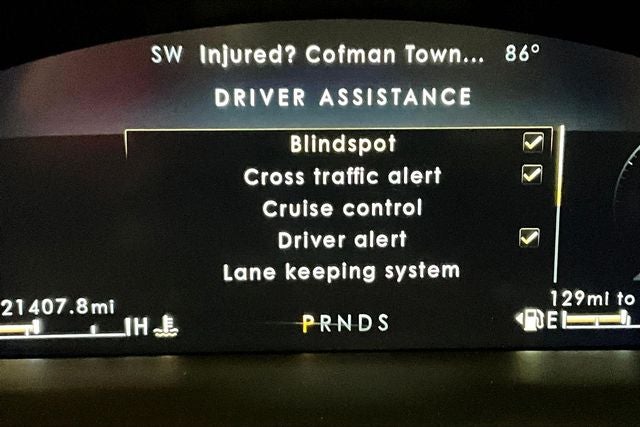 SW Injured? Cofman Town... 86°
DRIVER ASSISTANCE
Blindspot
Cross traffic alert
Cruise control
Driver alert
Lane keeping system
21407.8mi
129mi to
H
PRNDS
E